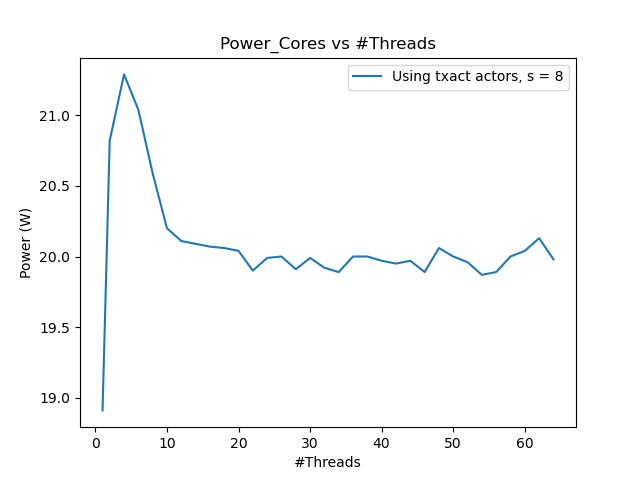 Power_Cores vs #Threads
Using txact actors, s = 8
Power (W)
21.0
20.5
20.0
19.5
19.0
0 10 20 30 40 50 60
#Threads